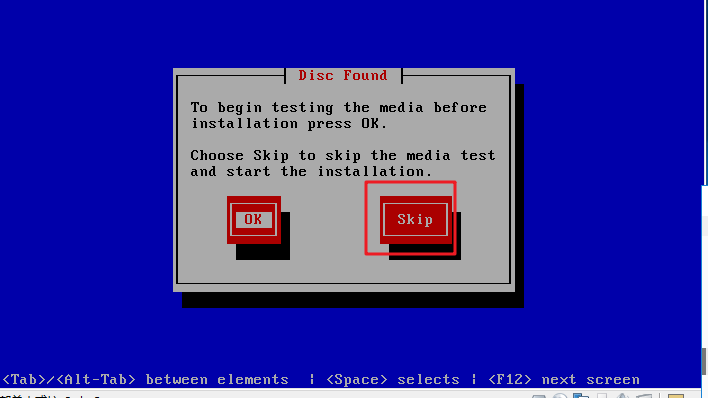 Disc Found
To begin testing the media before
installation press OK.
Choose Skip to skip the media test
and start the installation.
OK
Skip
<Tab>/<Alt-Tab> between elements | <Space> selects | <F12> next screen